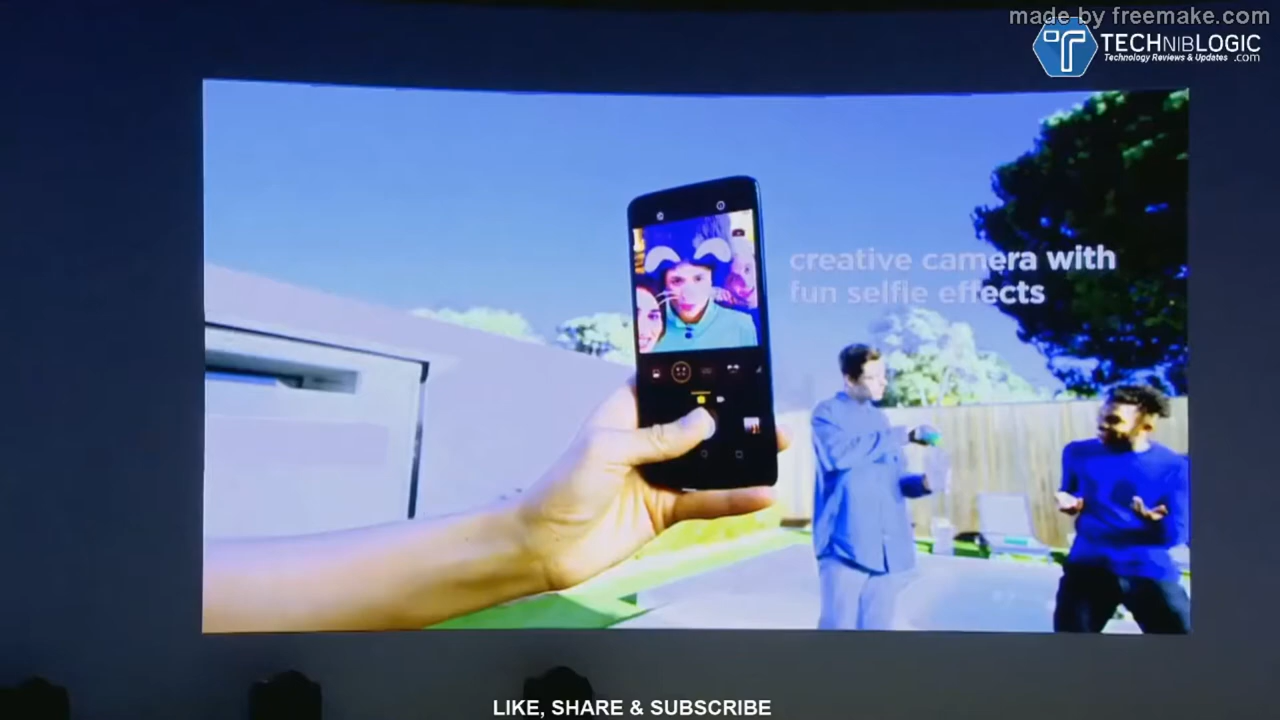 made by freemake.com
TECHNIBLOGIC
Technology Reviews & Updates .com
creative camera with
fun selfie effects
LIKE, SHARE & SUBSCRIBE